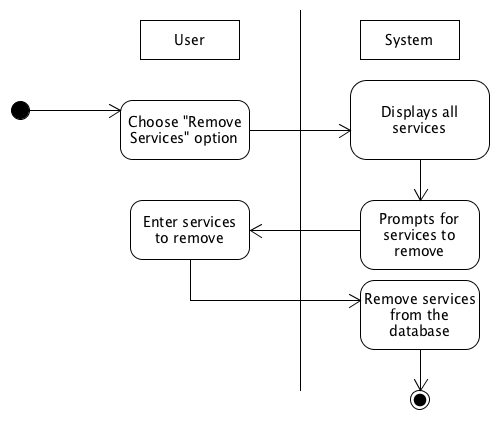 User
System
Choose "Remove
Services" option
Displays all
services
Enter services
to remove
Prompts for
services to
remove
Remove services
from the
database